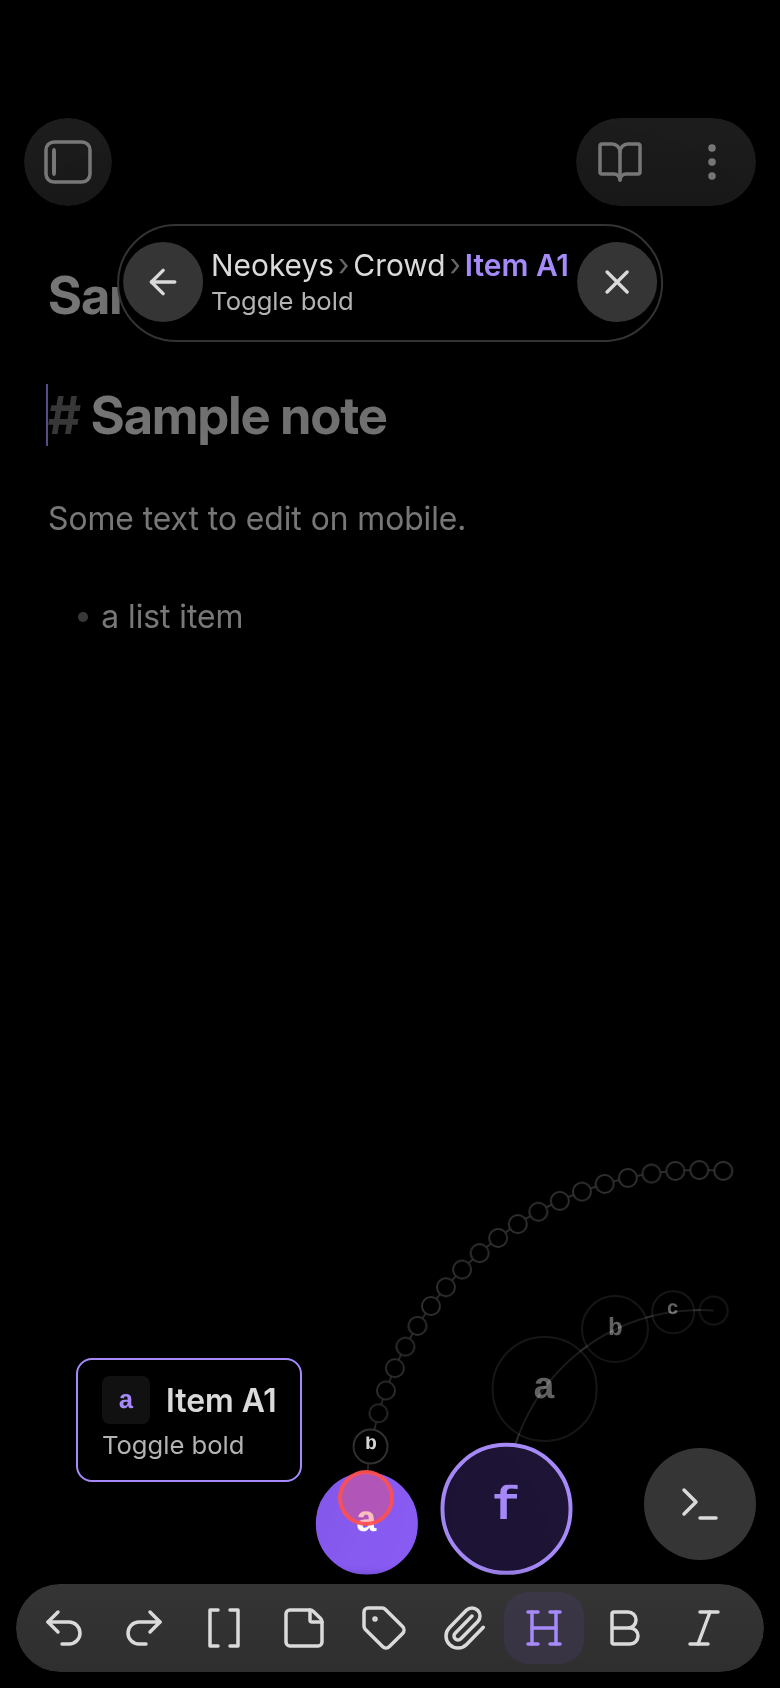 Neokeys › Crowd › Item A1
Toggle bold
# Sample note
Some text to edit on mobile.
• a list item
c
b
a
a Item A1
Toggle bold
b
a
f
H B I